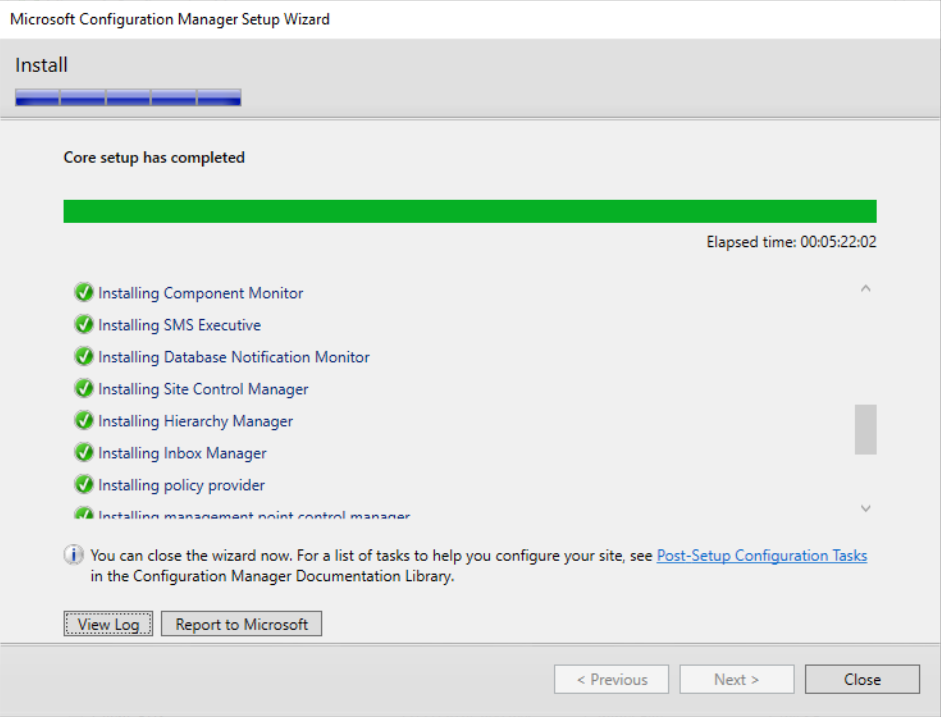 Microsoft Configuration Manager Setup Wizard
Install
Core setup has completed
Elapsed time: 00:05:22:02
Installing Component Monitor
Installing SMS Executive
Installing Database Notification Monitor
Installing Site Control Manager
Installing Hierarchy Manager
Installing Inbox Manager
Installing policy provider
Installing management point control manager
You can close the wizard now. For a list of tasks to help you configure your site, see Post-Setup Configuration Tasks
in the Configuration Manager Documentation Library.
View Log Report to Microsoft
< Previous Next > Close